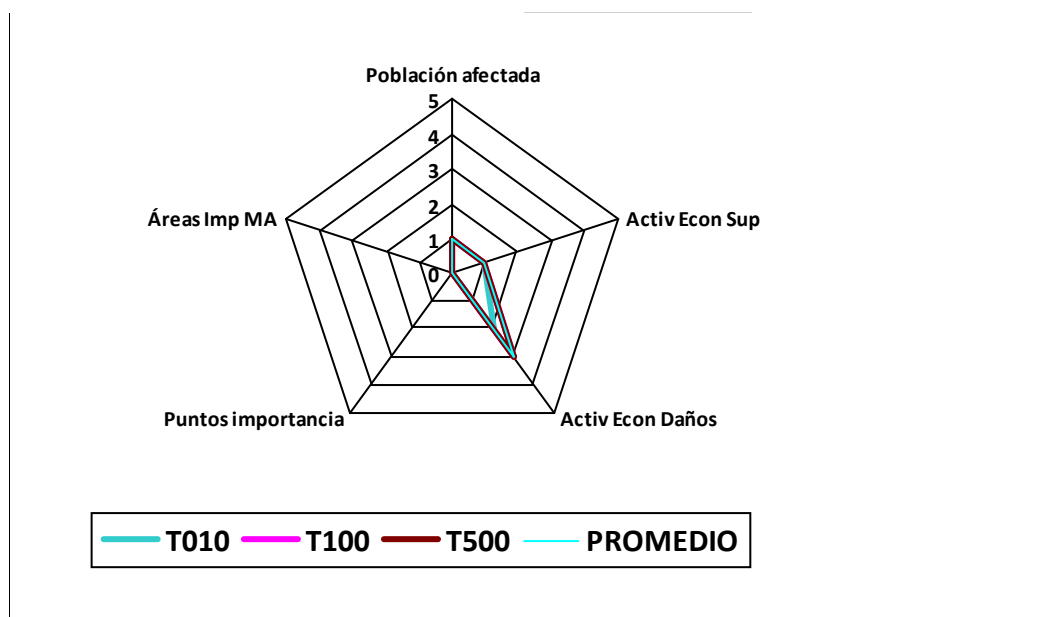 Población afectada
5
4
3
2
1
0
Áreas Imp MA
Activ Econ Sup
Puntos importancia
Activ Econ Daños
T010 T100 T500 PROMEDIO